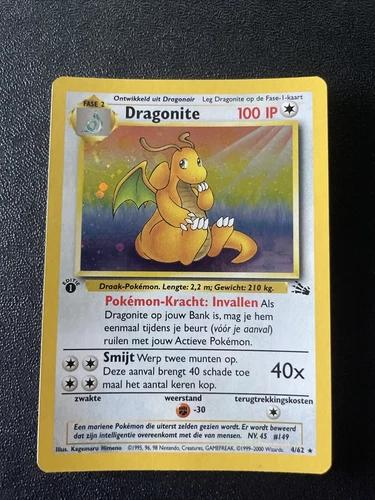 Ontwikkeld uit Dragonair Leg Dragonite op de Fase-1-kaart
FASE 2
Dragonite 100 IP
Draak-Pokémon. Lengte: 2,2 m; Gewicht: 210 kg.
EDITIE
1
Pokémon-Kracht: Invallen Als
Dragonite op jouw Bank is, mag je hem
eenmaal tijdens je beurt (vóór je aanval)
ruilen met jouw Actieve Pokémon.
Smijt Werp twee munten op.
Deze aanval brengt 40 schade toe
maal het aantal keren kop.
40x
zwakte weerstand terugtrekkingskosten
-30
Een mariene Pokémon die uiterst zelden gezien wordt. Er wordt beweerd
dat zijn intelligentie overeenkomt met die van mensen. NV. 45 #149
Illus. Kagemaru Himeno ©1995, 96, 98 Nintendo, Creatures, GAMEFREAK. ©1999-2000 Wizards. 4/62 ★